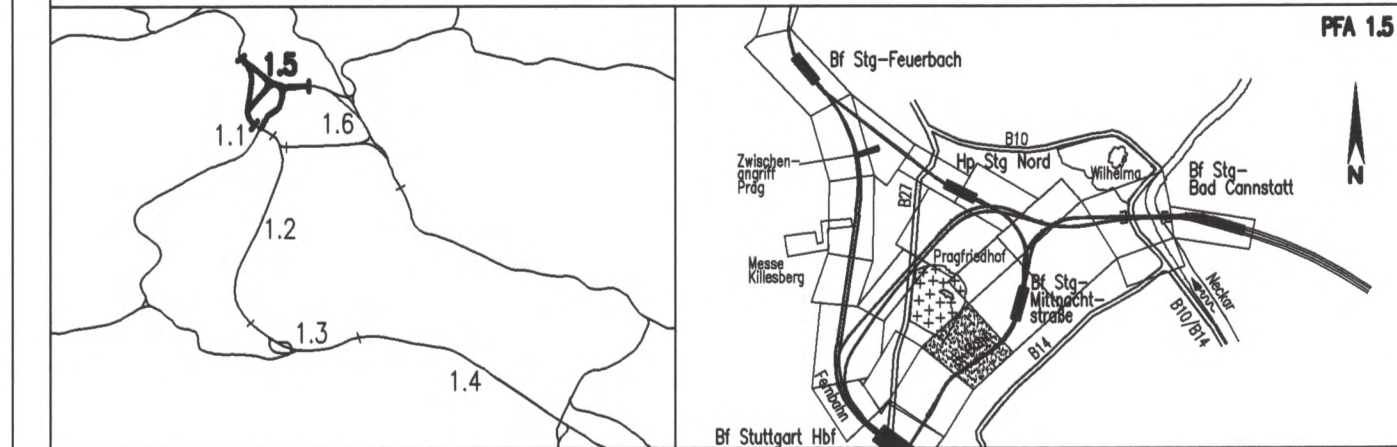 1.5
1.1
1.6
1.2
1.3
1.4
PFA 1.5
Bf Stg-Feuerbach
B10
Zwischen-
angriff
Prag
Hp Stg Nord
Wilhelma
Bf Stg-
Bad Cannstatt
N
B27
Messe
Killesberg
Pragfriedhof
Bf Stg-
Mittnacht-
straße
Neckar
B10/B14
B14
Fernbahn
Bf Stuttgart Hbf